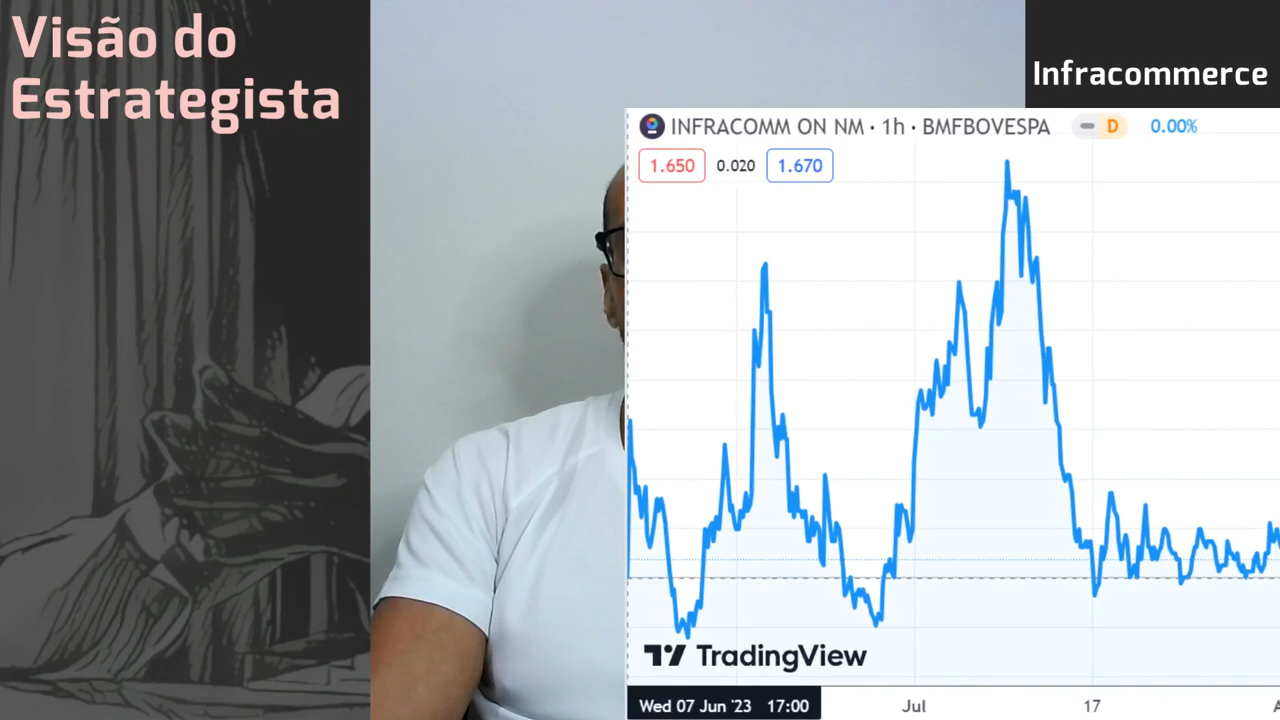 Visão do
Estrategista
Infracommerce
INFRACOMM ON NM · 1h · BMFBOVESPA
D
0.00%
1.650
0.020
1.670
TradingView
Wed 07 Jun '23 17:00
Jul
17
A